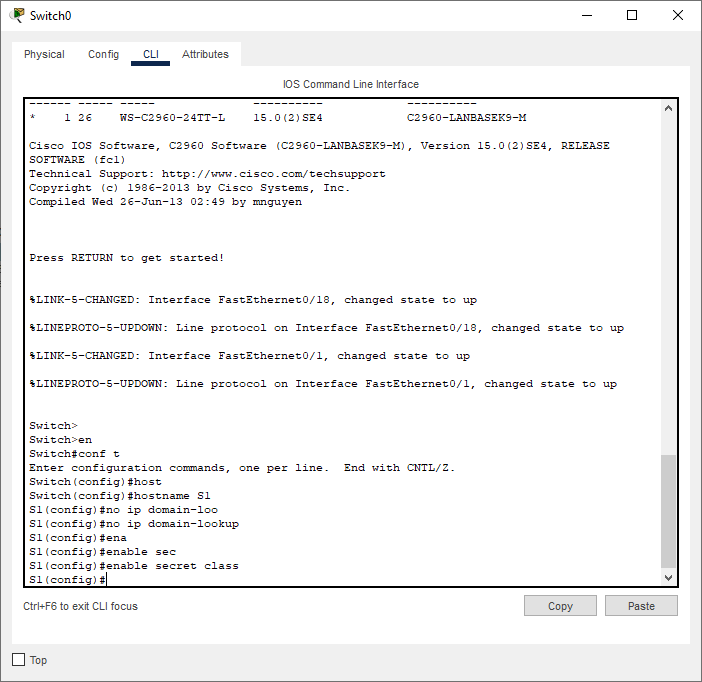 Switch0
Physical Config CLI Attributes
IOS Command Line Interface
------ ----- ----- ---------- ----------
* 1 26 WS-C2960-24TT-L 15.0(2)SE4 C2960-LANBASEK9-M
Cisco IOS Software, C2960 Software (C2960-LANBASEK9-M), Version 15.0(2)SE4, RELEASE
SOFTWARE (fc1)
Technical Support: http://www.cisco.com/techsupport
Copyright (c) 1986-2013 by Cisco Systems, Inc.
Compiled Wed 26-Jun-13 02:49 by mnguyen
Press RETURN to get started!
%LINK-5-CHANGED: Interface FastEthernet0/18, changed state to up
%LINEPROTO-5-UPDOWN: Line protocol on Interface FastEthernet0/18, changed state to up
%LINK-5-CHANGED: Interface FastEthernet0/1, changed state to up
%LINEPROTO-5-UPDOWN: Line protocol on Interface FastEthernet0/1, changed state to up
Switch>
Switch>en
Switch#conf t
Enter configuration commands, one per line.  End with CNTL/Z.
Switch(config)#host
Switch(config)#hostname S1
S1(config)#no ip domain-loo
S1(config)#no ip domain-lookup
S1(config)#ena
S1(config)#enable sec
S1(config)#enable secret class
S1(config)#
Ctrl+F6 to exit CLI focus
Copy Paste
Top